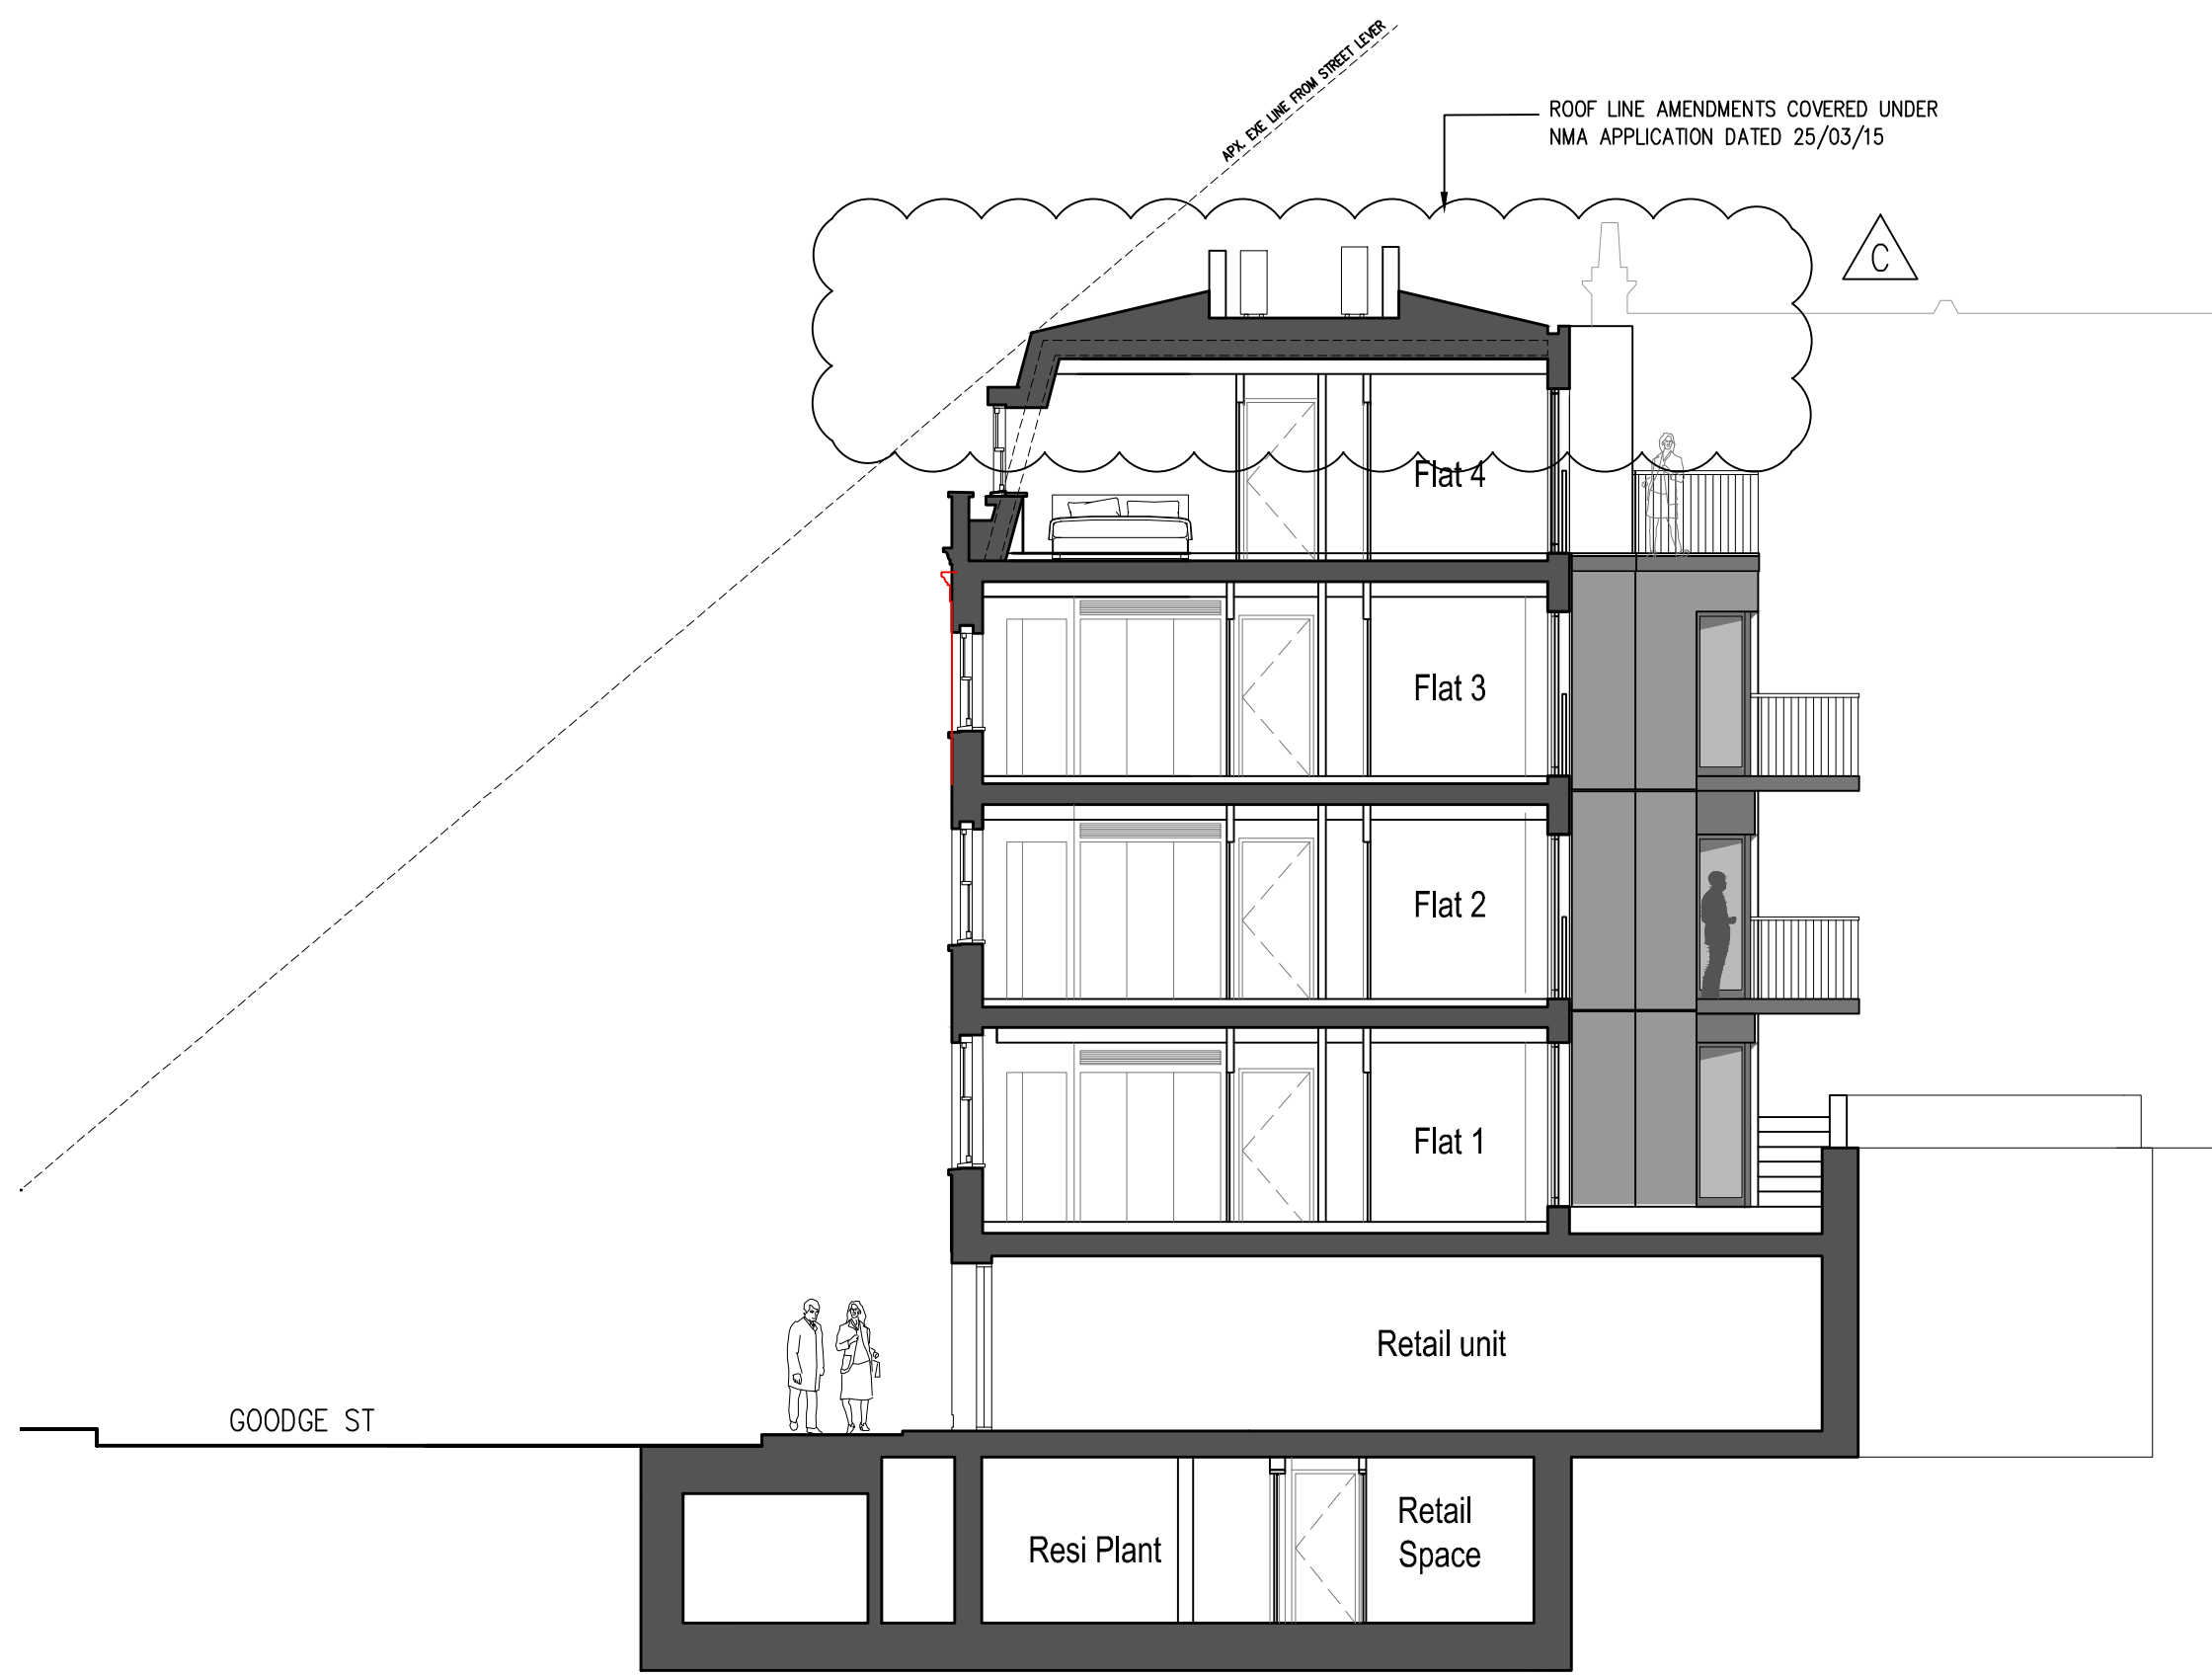 APX. EXE LINE FROM STREET LEVER
ROOF LINE AMENDMENTS COVERED UNDER
NMA APPLICATION DATED 25/03/15
C
Flat 4
Flat 3
Flat 2
Flat 1
Retail unit
GOODGE ST
Resi Plant
Retail
Space